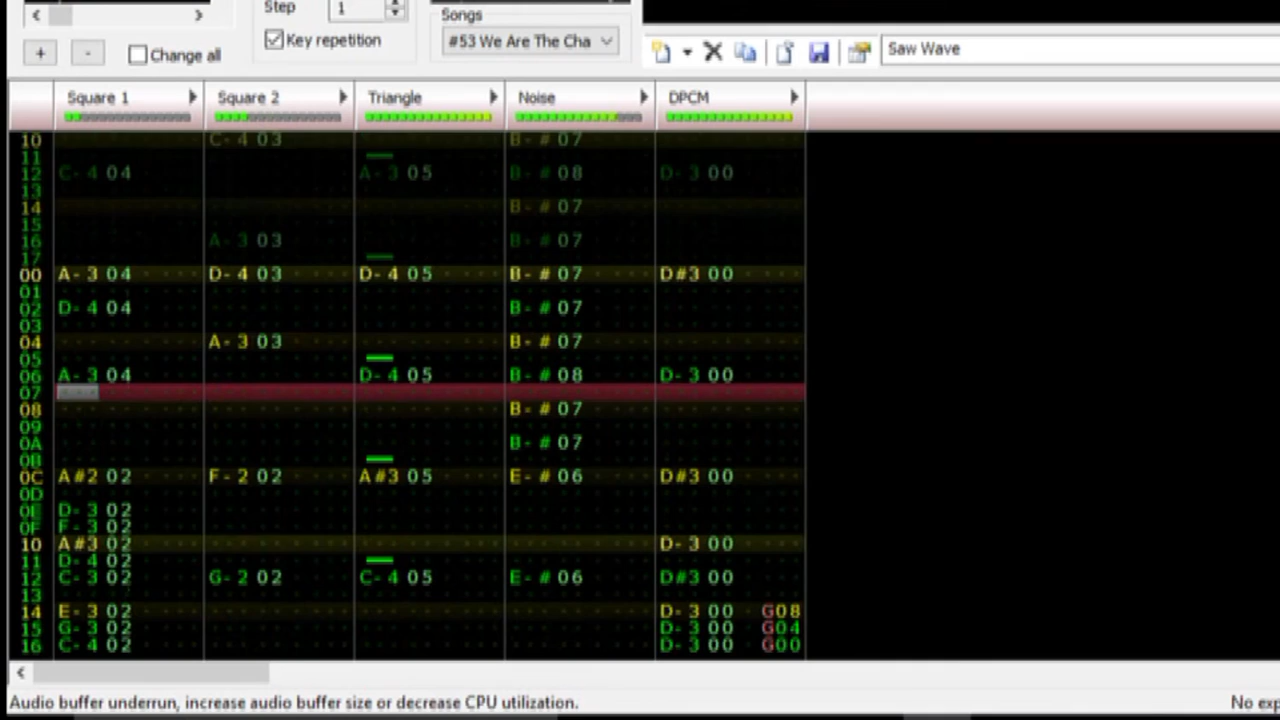 Step 1
Songs
+ - Change all
Key repetition
#53 We Are The Cha
Saw Wave
Square 1 Square 2 Triangle Noise DPCM
10 C- 4 03 B- # 07
11
12 C- 4 04 A- 3 05 B- # 08 D- 3 00
13
14 B- # 07
15
16 A- 3 03 B- # 07
17
00 A- 3 04 D- 4 03 D- 4 05 B- # 07 D#3 00
01
02 D- 4 04 B- # 07
03
04 A- 3 03 B- # 07
05
06 A- 3 04 D- 4 05 B- # 08 D- 3 00
07
08 B- # 07
09
0A B- # 07
0B
0C A#2 02 F- 2 02 A#3 05 E- # 06 D#3 00
0D
0E D- 3 02
0F F- 3 02
10 A#3 02 D- 3 00
11 D- 4 02
12 C- 3 02 G- 2 02 C- 4 05 E- # 06 D#3 00
13
14 E- 3 02 D- 3 00 G08
15 G- 3 02 D- 3 00 G04
16 C- 4 02 D- 3 00 G00
Audio buffer underrun, increase audio buffer size or decrease CPU utilization. No exp